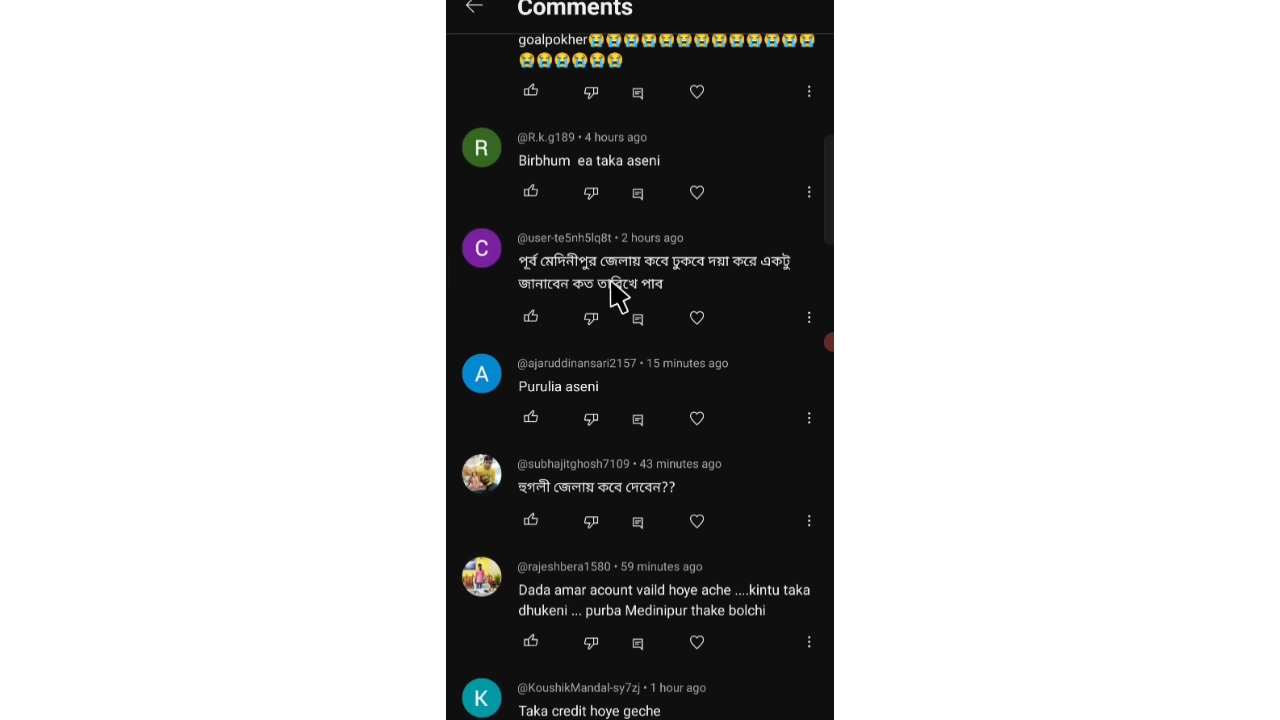 Comments
goalpokher😭😭😭😭😭😭😭😭😭😭😭😭😭
😭😭😭😭😭😭
R
@R.k.g189 • 4 hours ago
Birbhum ea taka aseni
C
@user-te5nh5lq8t • 2 hours ago
পূর্ব মেদিনীপুর জেলায় কবে ঢুকবে দয়া করে একটু
জানাবেন কত তারিখে পাব
A
@ajaruddinansari2157 • 15 minutes ago
Purulia aseni
@subhajitghosh7109 • 43 minutes ago
হুগলী জেলায় কবে দেবেন??
@rajeshbera1580 • 59 minutes ago
Dada amar acount vaild hoye ache ....kintu taka
dhukeni ... purba Medinipur thake bolchi
K
@KoushikMandal-sy7zj • 1 hour ago
Taka credit hoye geche